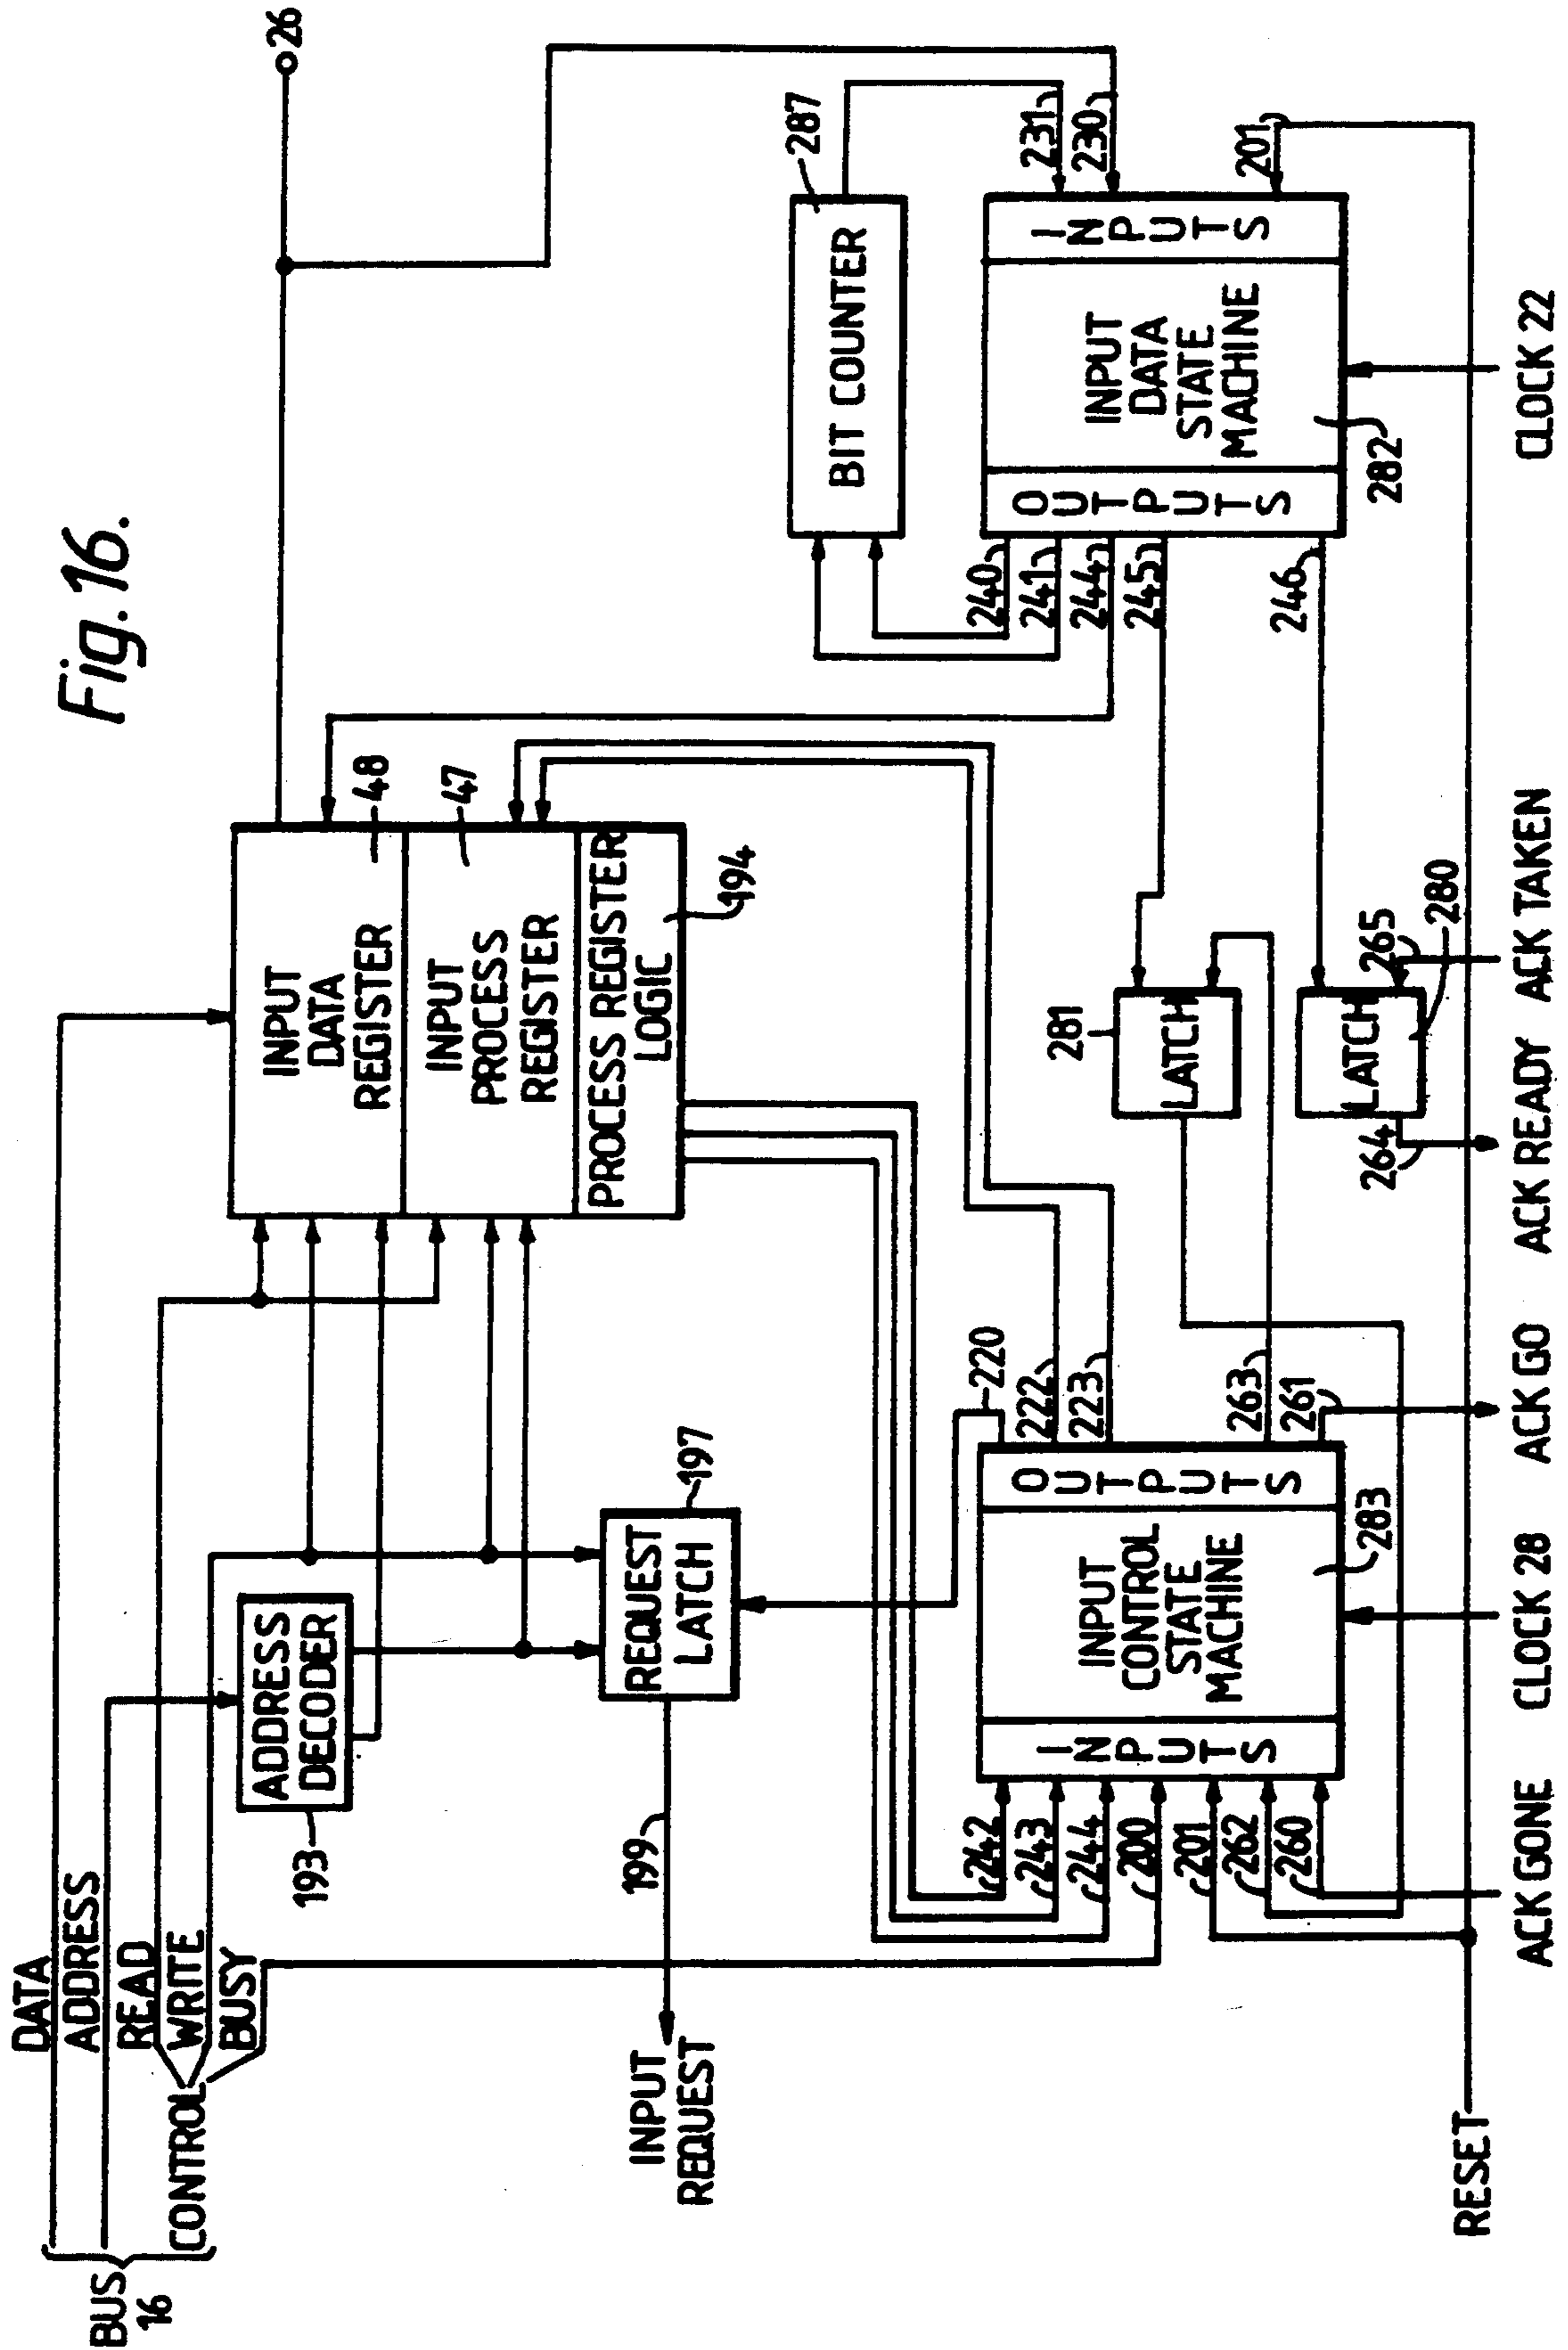 Fig. 16.
DATA
ADDRESS
READ
WRITE
BUSY
CONTROL
BUS
16
ADDRESS
DECODER
193
INPUT
DATA
REGISTER
48
INPUT
PROCESS
REGISTER
47
PROCESS REGISTER
LOGIC
194
26
REQUEST
LATCH
197
199
INPUT
REQUEST
BIT COUNTER
287
220
222
223
263
261
242
243
244
200
201
262
260
INPUTS
INPUT
CONTROL
STATE
MACHINE
OUTPUTS
283
281
LATCH
LATCH
264
265
280
240
241
244
245
246
OUTPUTS
INPUT
DATA
STATE
MACHINE
INPUTS
282
231
230
201
RESET
ACK GONE
CLOCK 28
ACK GO
ACK READY
ACK TAKEN
CLOCK 22